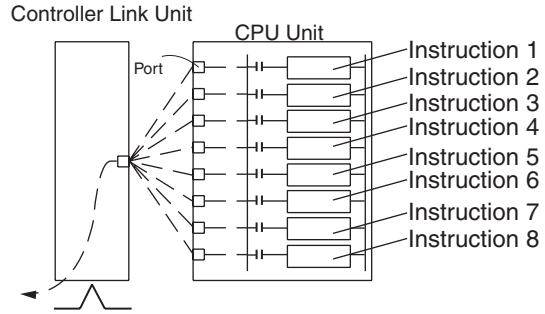 Controller Link Unit
CPU Unit
Port
Instruction 1
Instruction 2
Instruction 3
Instruction 4
Instruction 5
Instruction 6
Instruction 7
Instruction 8